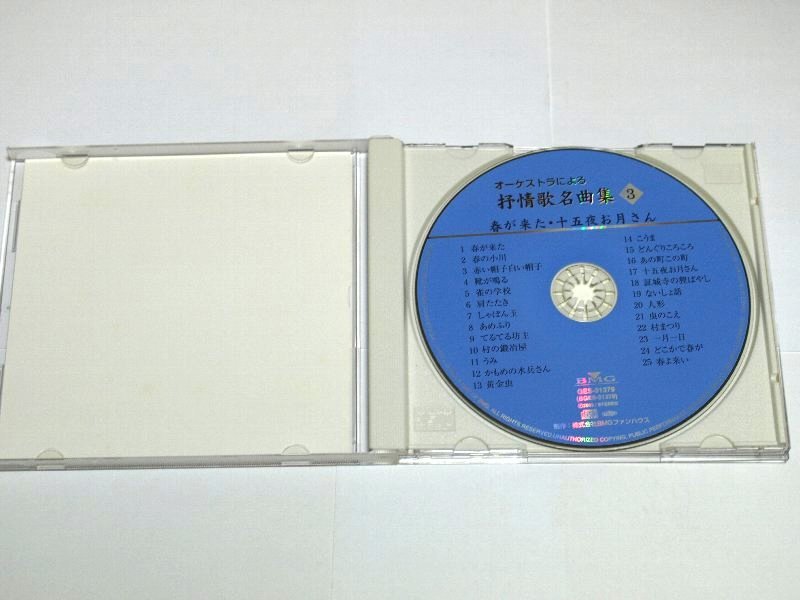 オーケストラによる
抒情歌名曲集 3
春が来た・十五夜お月さん
1 春が来た
2 春の小川
3 赤い帽子白い帽子
4 靴が鳴る
5 雀の学校
6 肩たたき
7 しゃぼん玉
8 あめふり
9 てるてる坊主
10 村の鍛冶屋
11 うみ
12 かもめの水兵さん
13 黄金虫
14 こうま
15 どんぐりころころ
16 あの町この町
17 十五夜お月さん
18 証城寺の狸ばやし
19 ないしょ話
20 人形
21 虫のこえ
22 村まつり
23 一月一日
24 どこかで春が
25 春よ来い
BMG
GES-31379
制作:株式会社BMGファンハウス
ALL RIGHTS RESERVED UNAUTHORIZED COPYING, PUBLIC